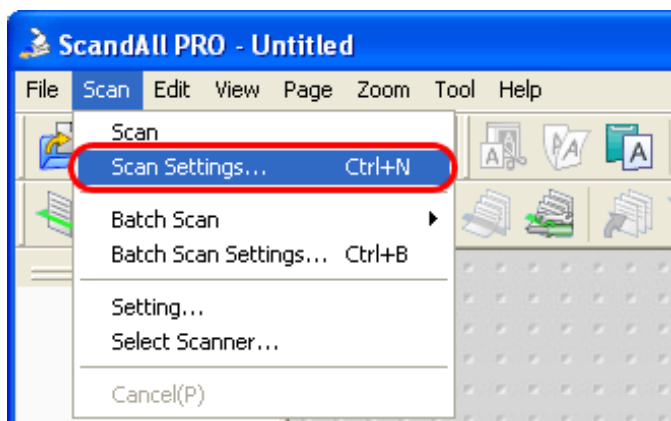 ScandAll PRO - Untitled
File Scan Edit View Page Zoom Tool Help
Scan
Scan Settings... Ctrl+N
Batch Scan
Batch Scan Settings... Ctrl+B
Setting...
Select Scanner...
Cancel(P)